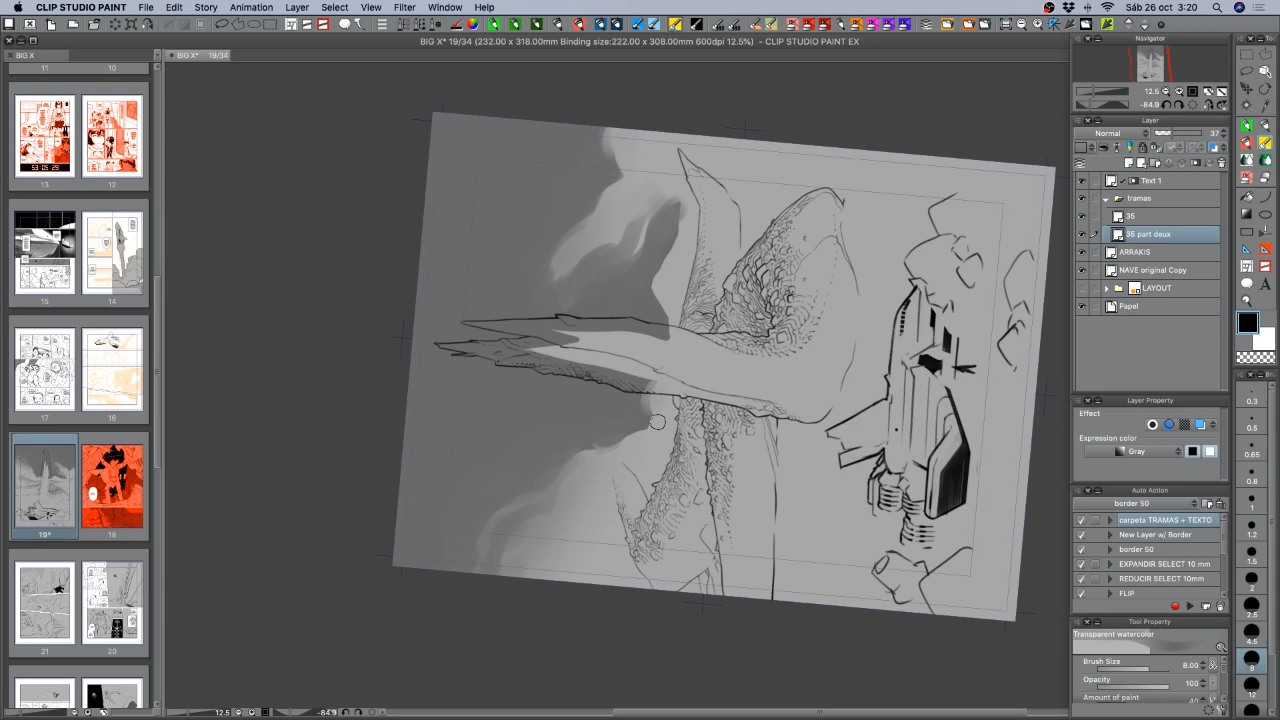 CLIP STUDIO PAINT File Edit Story Animation Layer Select View Filter Window Help Sáb 26 oct 3:20
BIG X* 19/34 (232.00 x 318.00mm Binding size:222.00 x 308.00mm 600dpi 12.5%) - CLIP STUDIO PAINT EX
BIG X
BIG X* 19/34
11 10
13 12
15 14
17 16
19* 18
21 20
12.5 -84.9
Navigator
12.5
-84.9
Layer
Normal 37
Text 1
tramas
35
35 part deux
ARRAKIS
NAVE original Copy
LAYOUT
Papel
Layer Property
Effect
Expression color
Gray
Auto Action
border 50
carpeta TRAMAS + TEXTO
New Layer w/ Border
border 50
EXPANDIR SELECT 10 mm
REDUCIR SELECT 10mm
FLIP
Tool Property
Transparent watercolor
Brush Size 8.00
Opacity 100
Amount of paint 40
To
Br
0.3
0.5
0.65
0.8
1
1.2
1.5
2
2.5
4.5
8
12